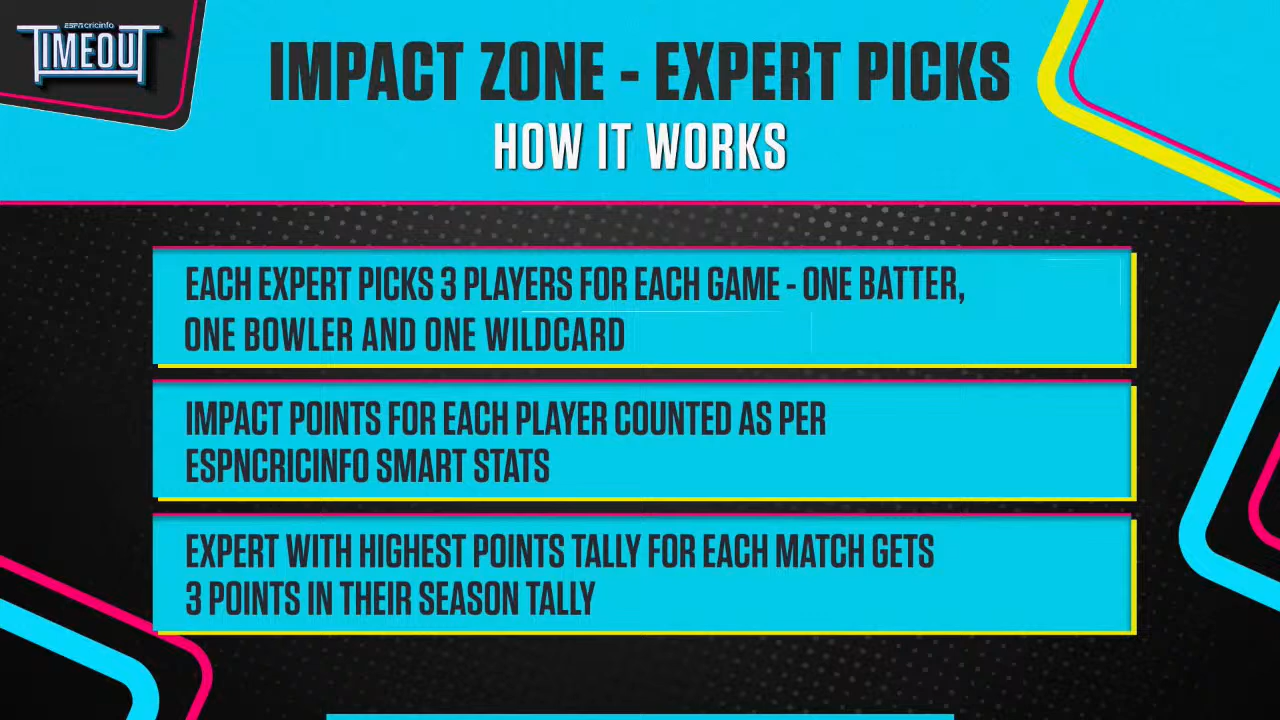 ESPNcricinfo
TIMEOUT
IMPACT ZONE - EXPERT PICKS
HOW IT WORKS
EACH EXPERT PICKS 3 PLAYERS FOR EACH GAME - ONE BATTER,
ONE BOWLER AND ONE WILDCARD
IMPACT POINTS FOR EACH PLAYER COUNTED AS PER
ESPNCRICINFO SMART STATS
EXPERT WITH HIGHEST POINTS TALLY FOR EACH MATCH GETS
3 POINTS IN THEIR SEASON TALLY